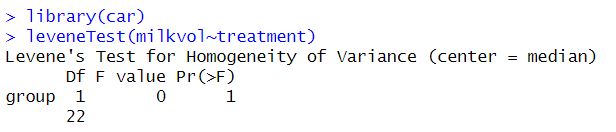 > library(car)
> leveneTest(milkvol~treatment)
Levene's Test for Homogeneity of Variance (center = median)
      Df F value Pr(>F)
group  1       0      1
      22